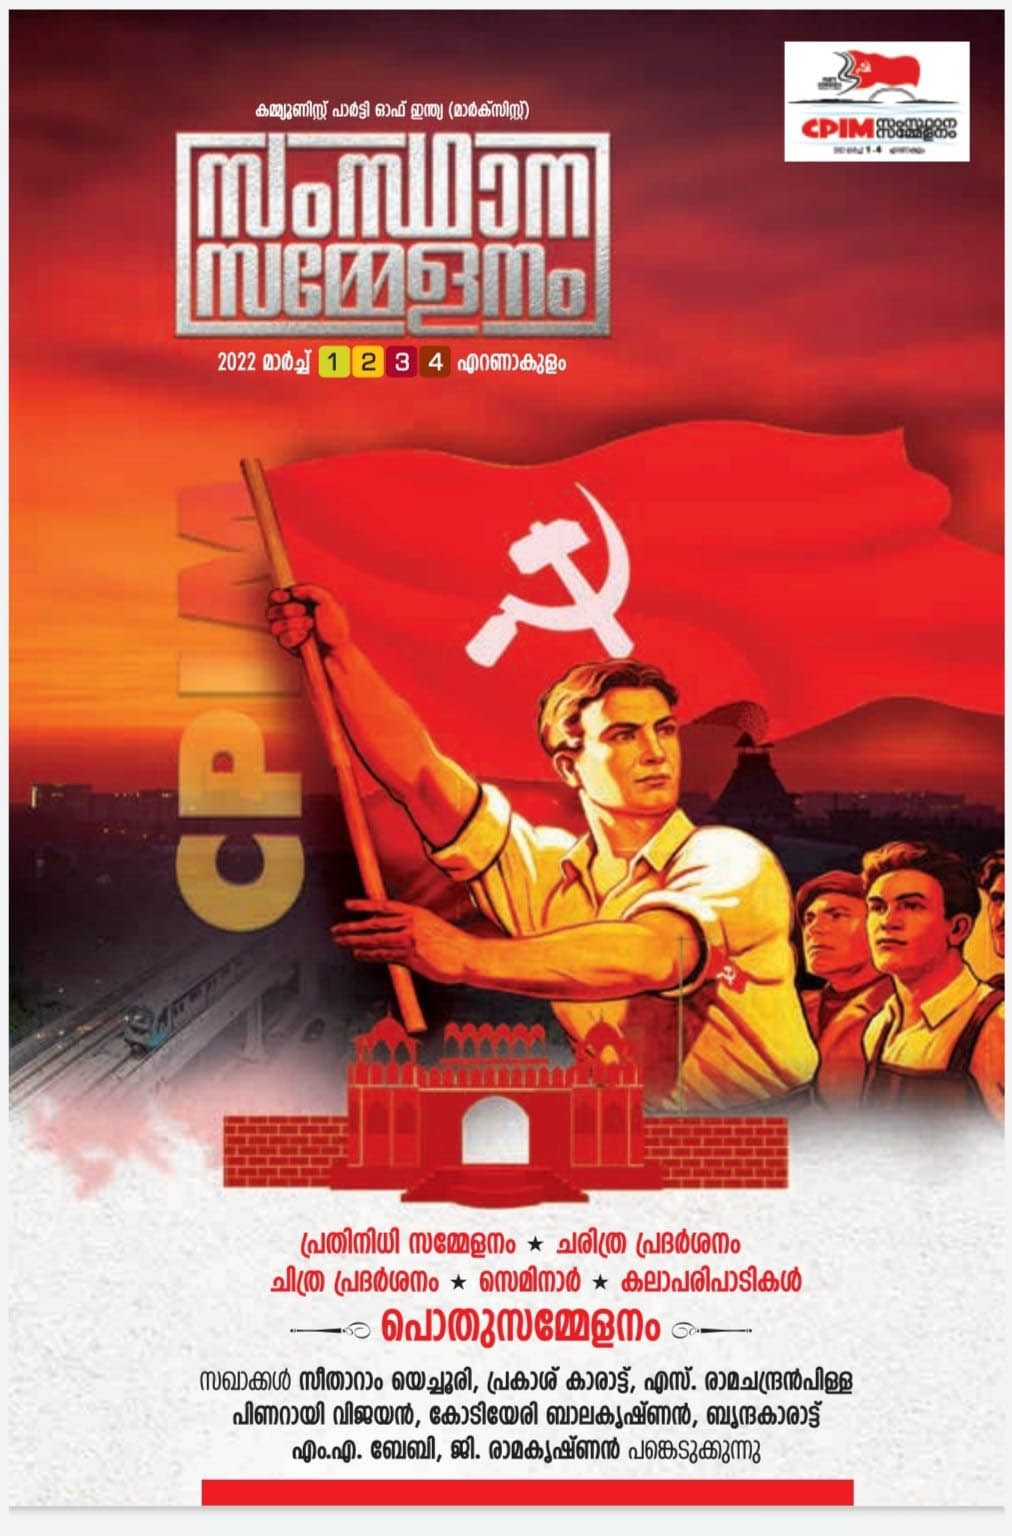 കമ്മ്യൂണിസ്റ്റ് പാർട്ടി ഓഫ് ഇന്ത്യ (മാർക്സിസ്റ്റ്)
സംസ്ഥാന
സമ്മേളനം
2022 മാർച്ച് 1 2 3 4 എറണാകുളം
CPIM സംസ്ഥാന
സമ്മേളനം
1-4
CPIM
പ്രതിനിധി സമ്മേളനം ★ ചരിത്ര പ്രദർശനം
ചിത്ര പ്രദർശനം ★ സെമിനാർ ★ കലാപരിപാടികൾ
പൊതുസമ്മേളനം
സഖാക്കൾ സീതാറാം യെച്ചൂരി, പ്രകാശ് കാരാട്ട്, എസ്. രാമചന്ദ്രൻപിള്ള
പിണറായി വിജയൻ, കോടിയേരി ബാലകൃഷ്ണൻ, ബൃന്ദകാരാട്ട്
എം.എ. ബേബി, ജി. രാമകൃഷ്ണൻ പങ്കെടുക്കുന്നു